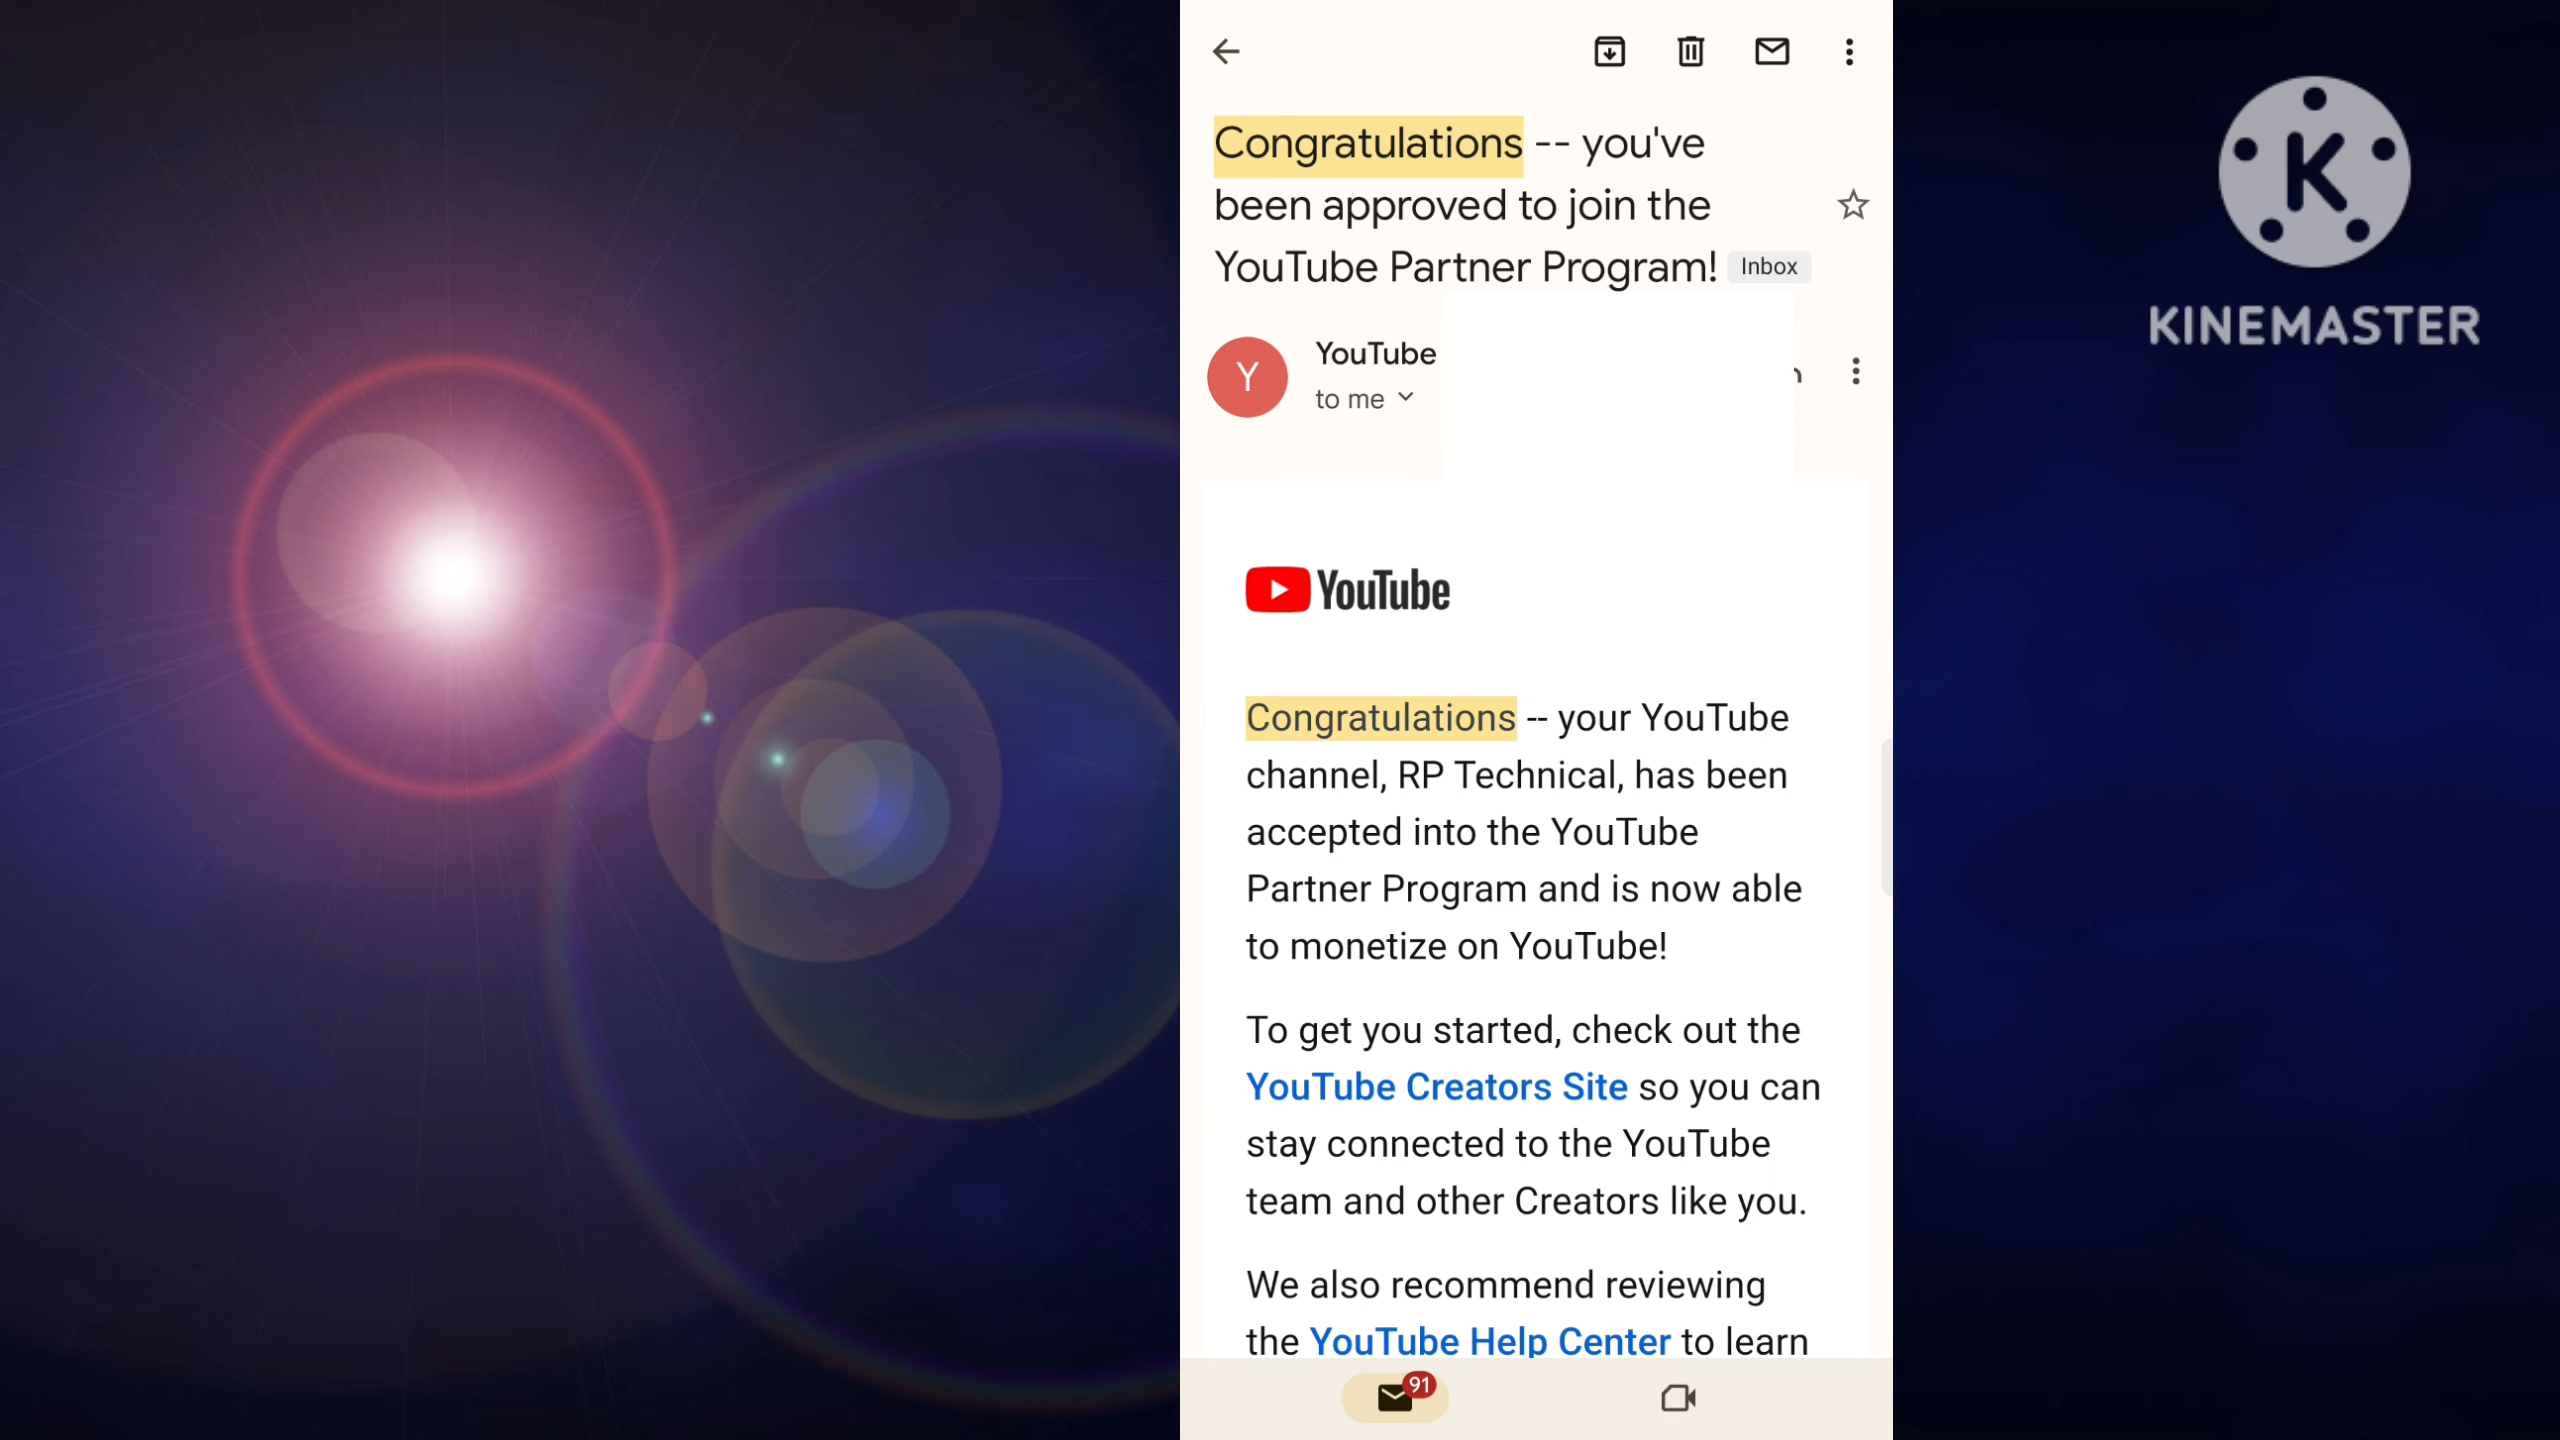 Congratulations -- you've
been approved to join the
YouTube Partner Program! Inbox
KINEMASTER
Y
YouTube
to me
YouTube
Congratulations -- your YouTube
channel, RP Technical, has been
accepted into the YouTube
Partner Program and is now able
to monetize on YouTube!
To get you started, check out the
YouTube Creators Site so you can
stay connected to the YouTube
team and other Creators like you.
We also recommend reviewing
the YouTube Help Center to learn
91